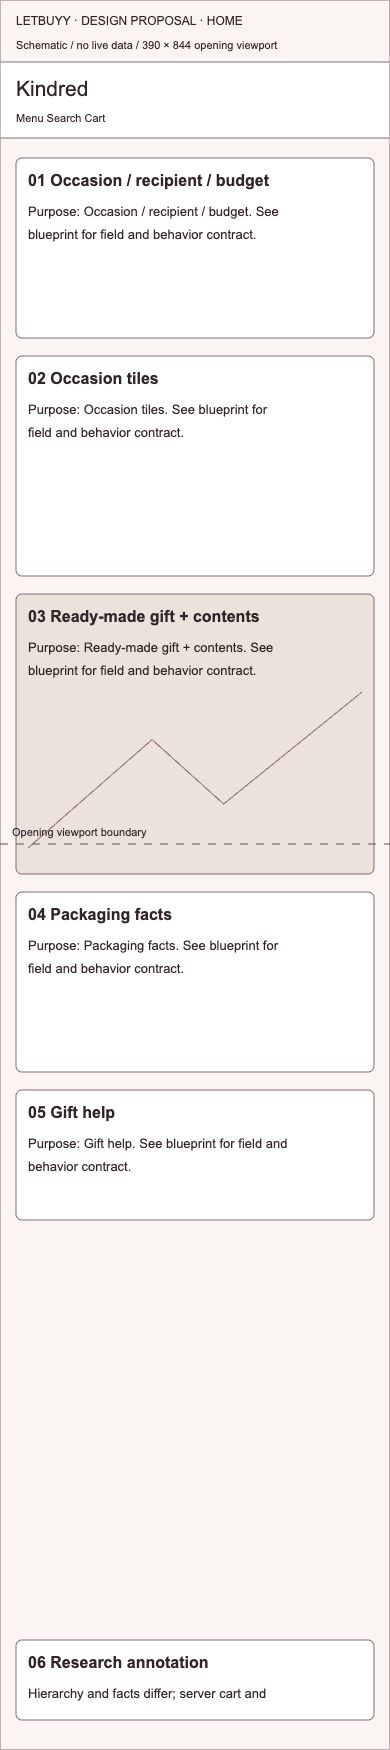 LETBUYY · DESIGN PROPOSAL · HOME
Schematic / no live data / 390 × 844 opening viewport
Kindred
Menu Search Cart
01 Occasion / recipient / budget
Purpose: Occasion / recipient / budget. See
blueprint for field and behavior contract.
02 Occasion tiles
Purpose: Occasion tiles. See blueprint for
field and behavior contract.
03 Ready-made gift + contents
Purpose: Ready-made gift + contents. See
blueprint for field and behavior contract.
Opening viewport boundary
04 Packaging facts
Purpose: Packaging facts. See blueprint for
field and behavior contract.
05 Gift help
Purpose: Gift help. See blueprint for field and
behavior contract.
06 Research annotation
Hierarchy and facts differ; server cart and